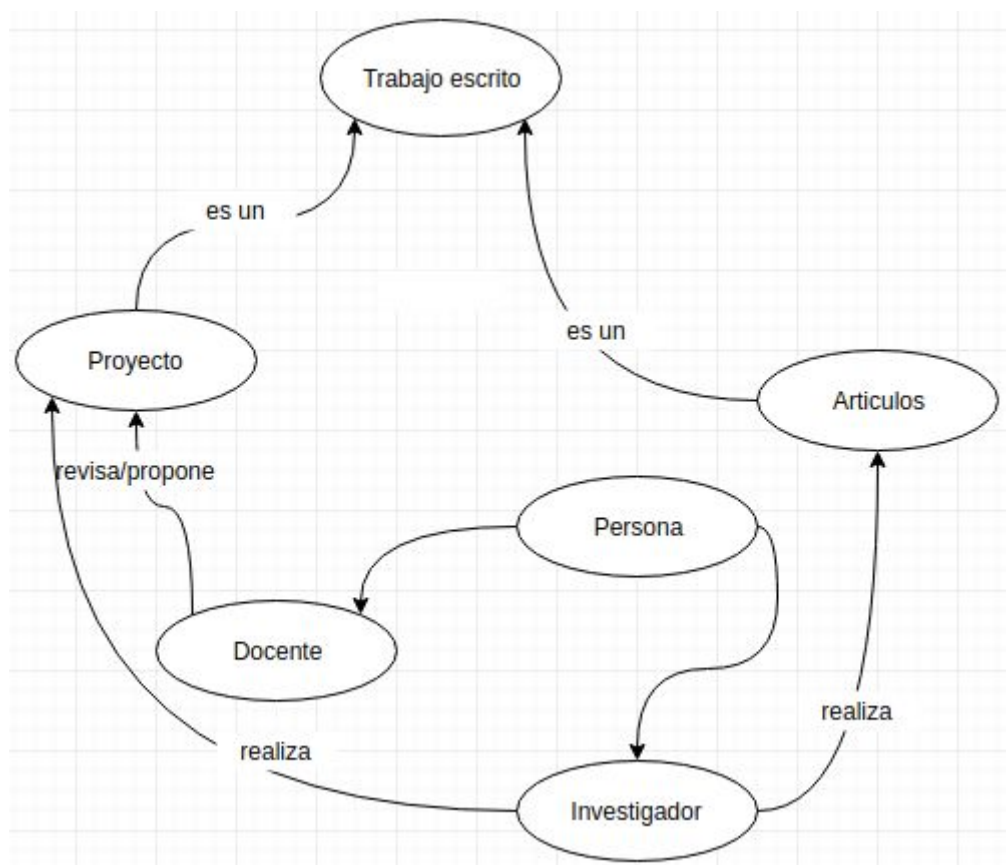 Trabajo escrito
es un
es un
Proyecto
Articulos
revisa/propone
Persona
Docente
realiza
realiza
Investigador